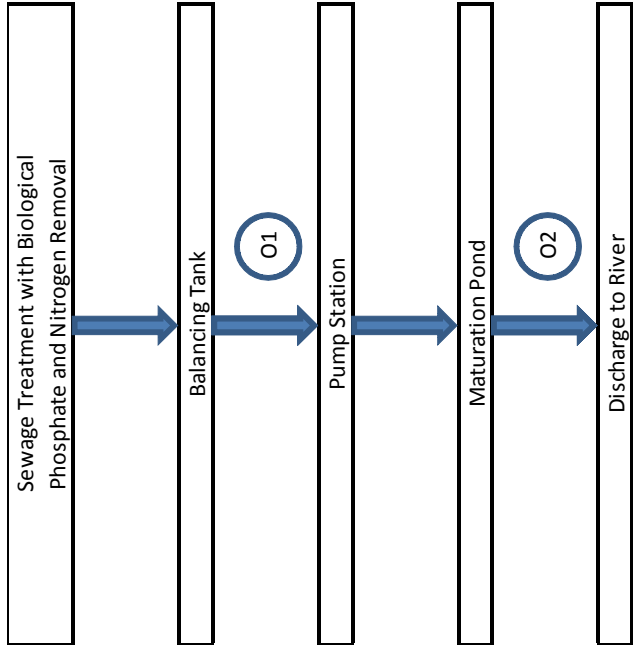 Sewage Treatment with Biological
Phosphate and Nitrogen Removal
Balancing Tank
O1
Pump Station
Maturation Pond
O2
Discharge to River